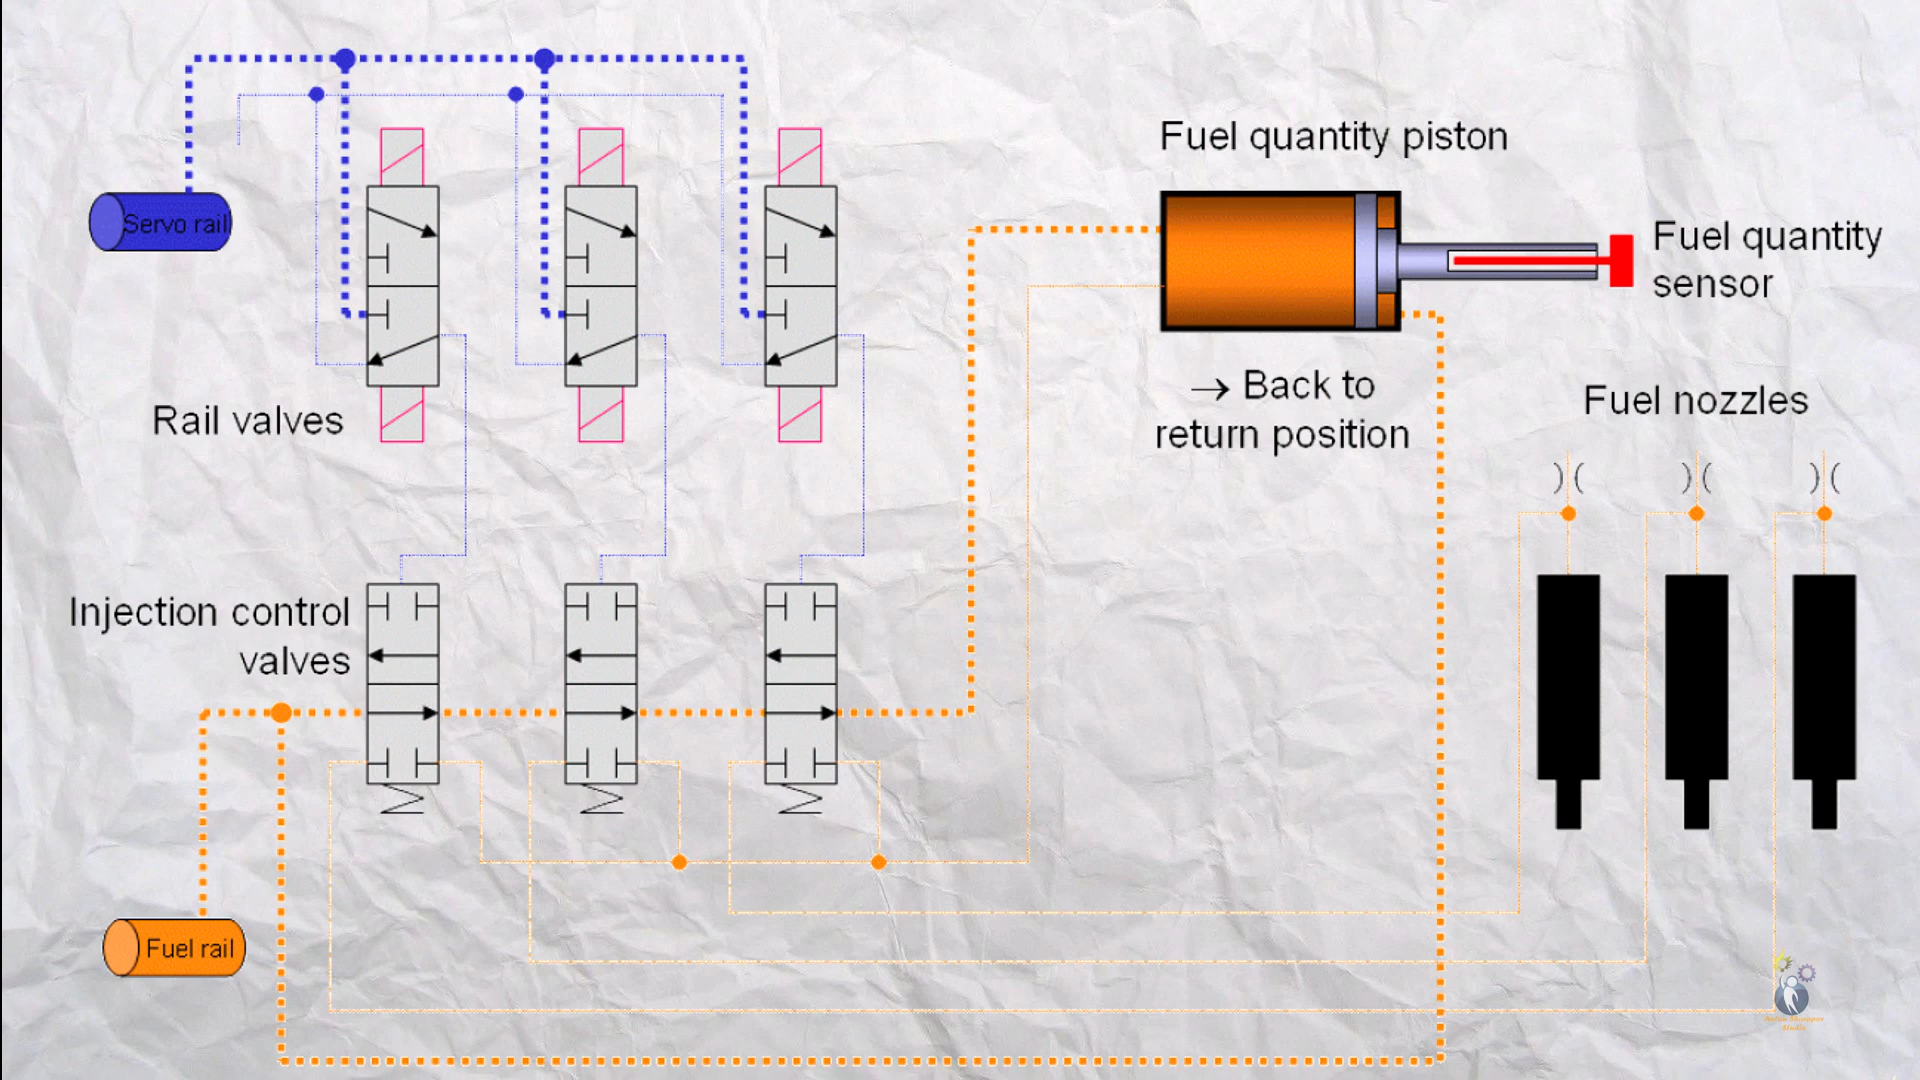 Servo rail
Fuel quantity piston
Fuel quantity
sensor
→ Back to
return position
Rail valves
Fuel nozzles
Injection control
valves
Fuel rail